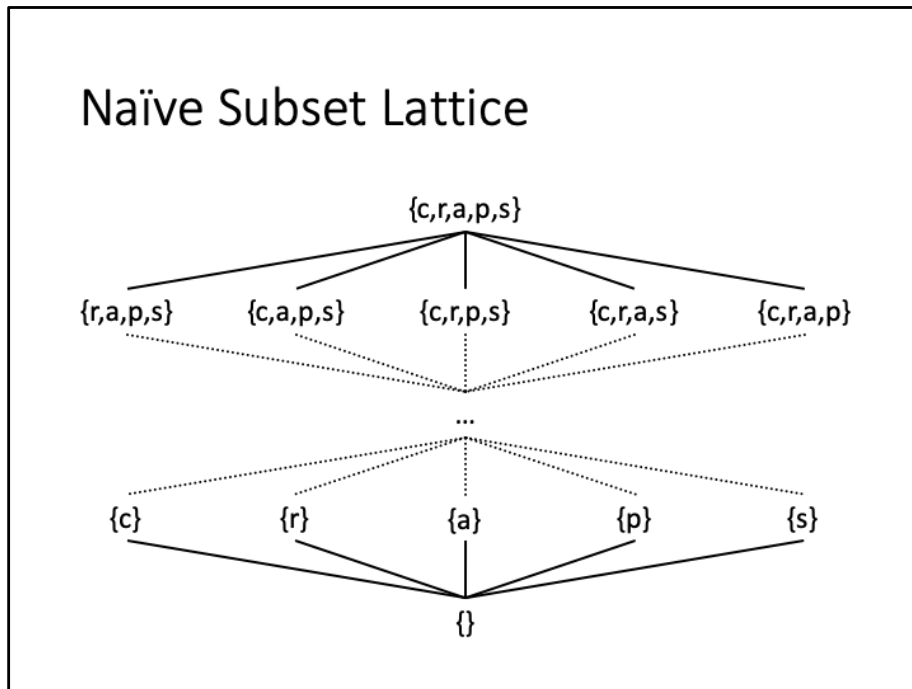 Naïve Subset Lattice
{c,r,a,p,s}
{r,a,p,s} {c,a,p,s} {c,r,p,s} {c,r,a,s} {c,r,a,p}
...
{c} {r} {a} {p} {s}
{}